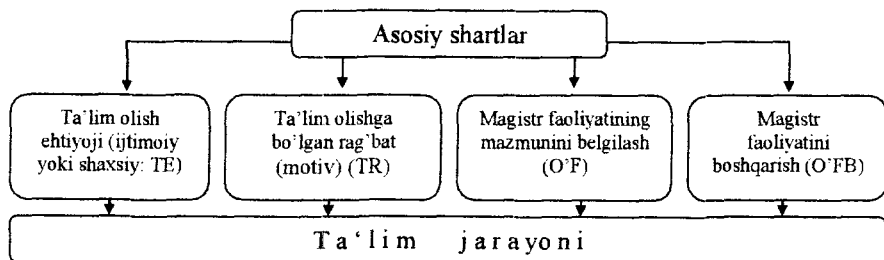 Asosiy shartlar
Ta’lim olish
ehtiyoji (ijtimoiy
yoki shaxsiy: TE)
Ta’lim olishga
bo’lgan rag’bat
(motiv) (TR)
Magistr faoliyatining
mazmunini belgilash
(O’F)
Magistr
faoliyatini
boshqarish (O’FB)
Ta‘lim jarayoni